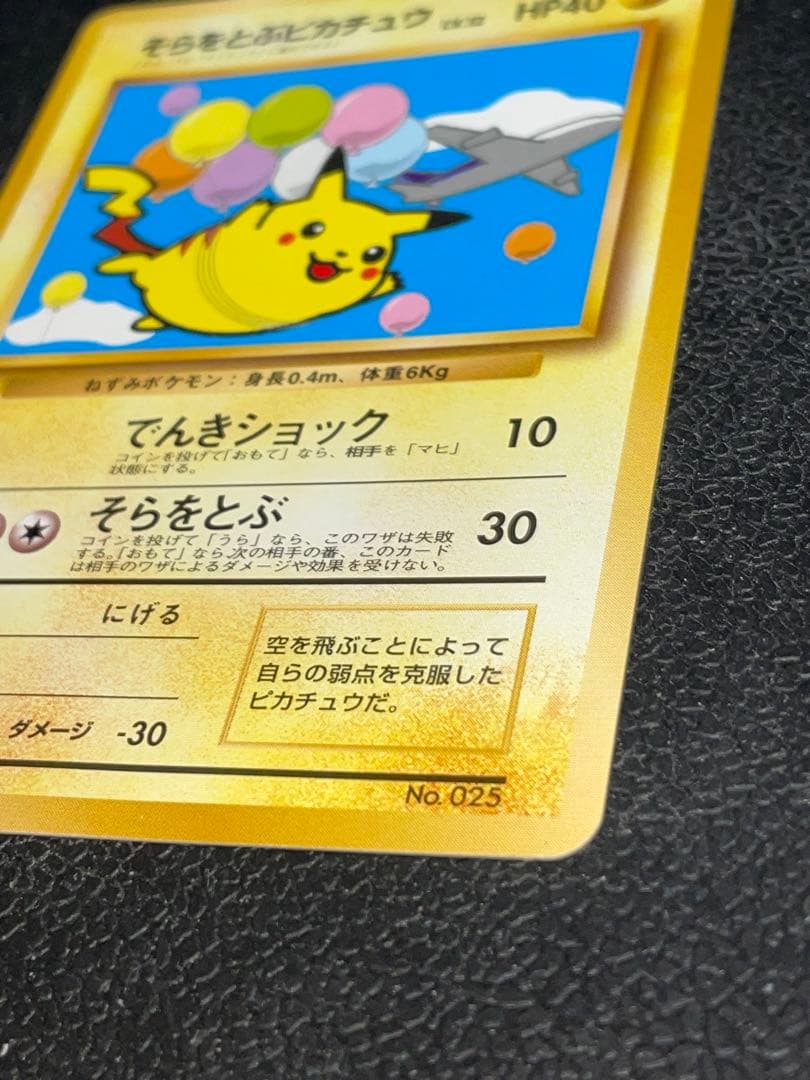 そらをとぶピカチュウ LV.12 HP40
ねずみポケモン：身長0.4m、体重6Kg
でんきショック 10
コインを投げて「おもて」なら、相手を「マヒ」
状態にする。
そらをとぶ 30
コインを投げて「うら」なら、このワザは失敗
する。「おもて」なら、次の相手の番、このカード
は相手のワザによるダメージや効果を受けない。
にげる
空を飛ぶことによって
自らの弱点を克服した
ピカチュウだ。
ダメージ -30
No. 025